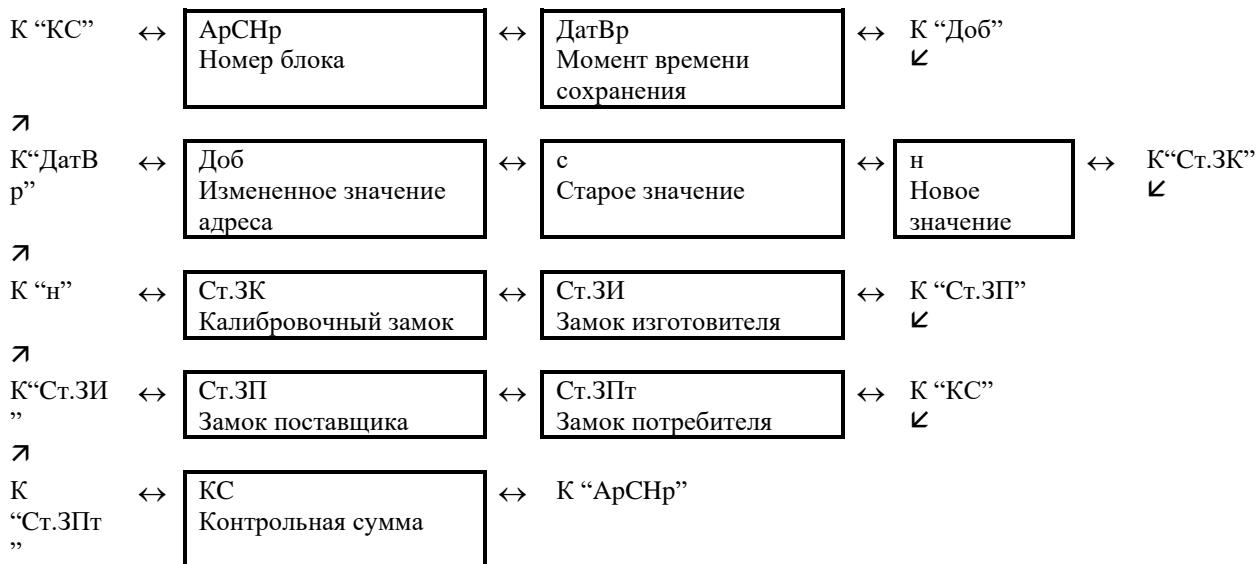 К “КС” ↔ АрСНр ↔ ДатВр ↔ К “Доб”
Номер блока Момент времени ↙
сохранения
↗
К“ДатВ ↔ Доб ↔ с ↔ н ↔ К“Ст.ЗК”
р” Измененное значение Старое значение Новое ↙
адреса значение
↗
К “н” ↔ Ст.ЗК ↔ Ст.ЗИ ↔ К “Ст.ЗП”
Калибровочный замок Замок изготовителя ↙
↗
К“Ст.ЗИ ↔ Ст.ЗП ↔ Ст.ЗПт ↔ К “КС”
” Замок поставщика Замок потребителя ↙
↗
К ↔ КС ↔ К “АрСНр”
“Ст.ЗПт Контрольная сумма
”